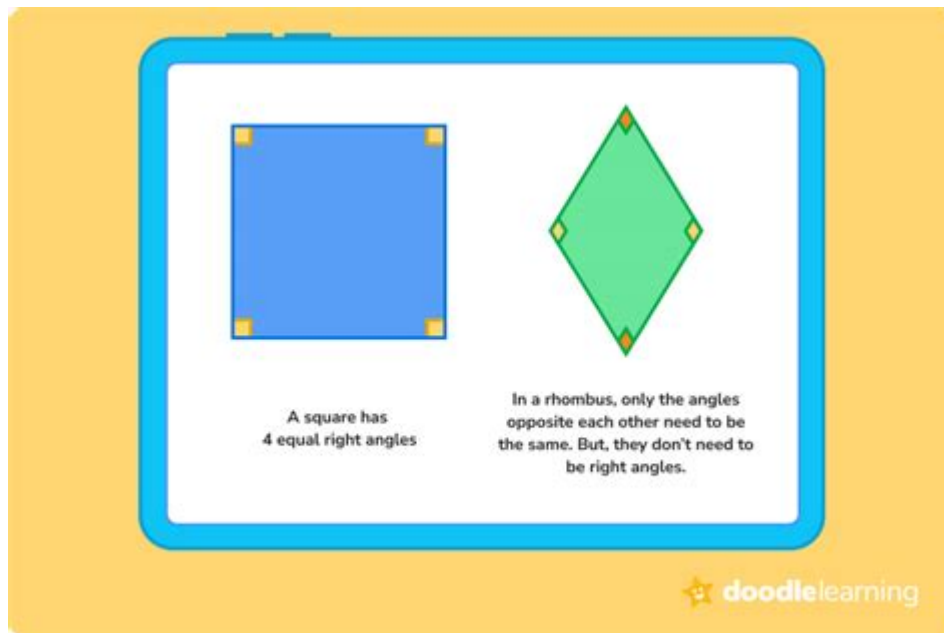 A square has
4 equal right angles
In a rhombus, only the angles
opposite each other need to be
the same. But, they don't need to
be right angles.
doodlelearning